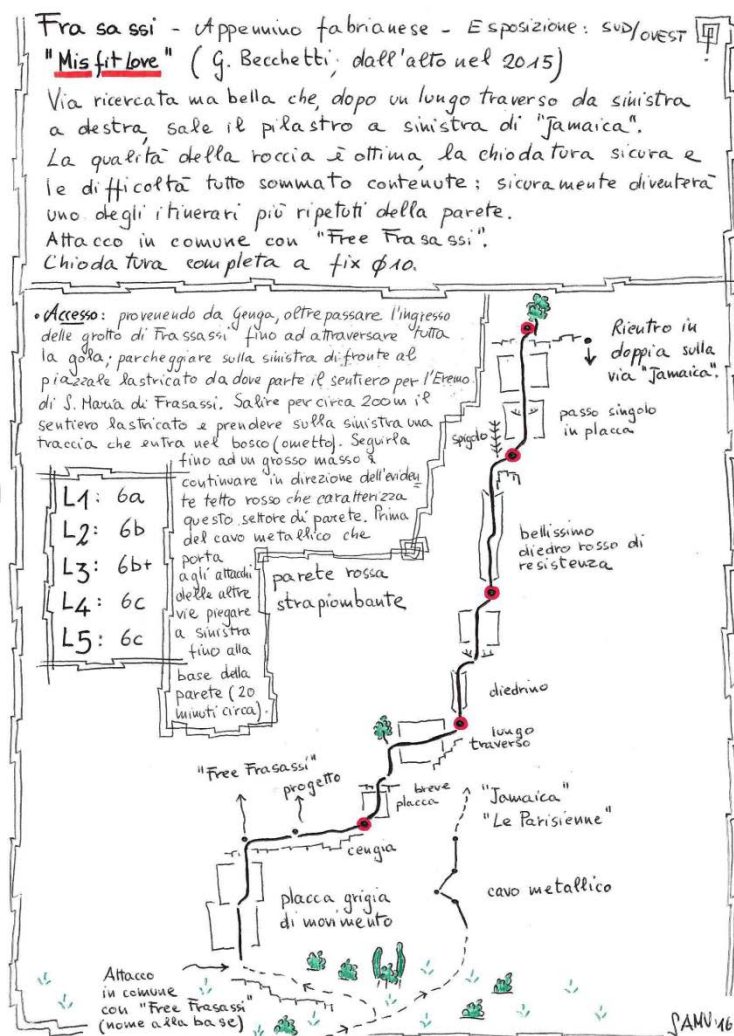 Frasassi - Appennino fabrianese - Esposizione: SUD/OVEST
"Misfit Love" (G. Becchetti, dall'alto nel 2015)
Via ricercata ma bella che, dopo un lungo traverso da sinistra
a destra, sale il pilastro a sinistra di "Jamaica".
La qualità della roccia è ottima, la chiodatura sicura e
le difficoltà tutto sommato contenute; sicuramente diventerà
uno degli itinerari più ripetuti della parete.
Attacco in comune con "Free Frasassi".
Chiodatura completa a fix ϕ10.
• Accesso: provenendo da Genga, oltrepassare l'ingresso
delle grotte di Frassassi fino ad attraversare tutta
la gola; parcheggiare sulla sinistra di fronte al
piazzale lastricato da dove parte il sentiero per l'Eremo
di S. Maria di Frasassi. Salire per circa 200m il
sentiero lastricato e prendere sulla sinistra una
traccia che entra nel bosco (ometto). Seguirla
fino ad un grosso masso e
continuare in direzione dell'eviden
te tetto rosso che caratterizza
questo settore di parete. Prima
del cavo metallico che
porta
agli attacchi
delle altre
vie piegare
a sinistra
fino alla
base della
parete (20
minuti circa).
L1: 6a
L2: 6b
L3: 6b+
L4: 6c
L5: 6c
Rientro in
doppia sulla
via "Jamaica".
passo singolo
in placca
spigolo
bellissimo
diedro rosso di
resistenza
parete rossa
strapiombante
diedrino
lungo
traverso
"Free Frasassi"
progetto
breve
placca
"Jamaica"
"Le Parisienne"
cengia
cavo metallico
placca grigia
di movimento
Attacco
in comune
con "Free Frasassi"
(nome alla base)
SAMU '16